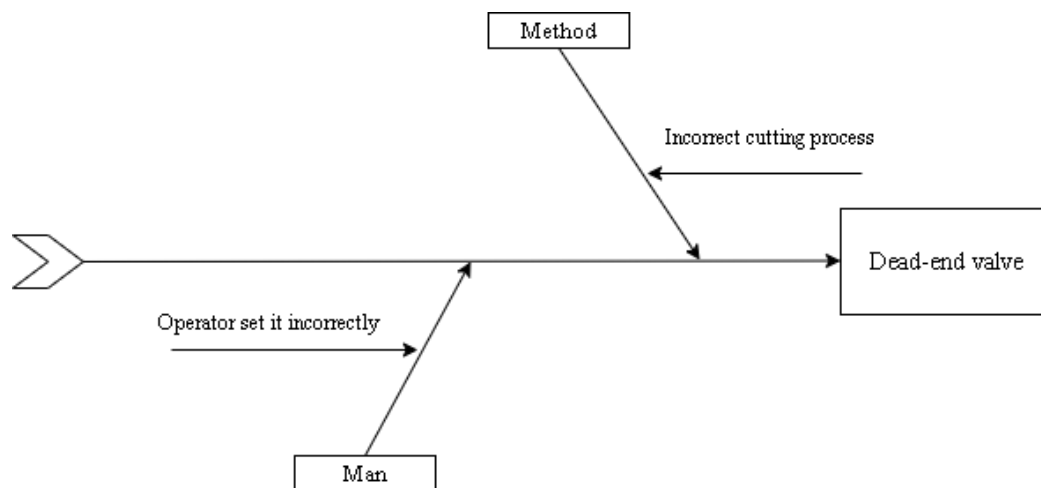 Method
Incorrect cutting process
Dead-end valve
Operator set it incorrectly
Man